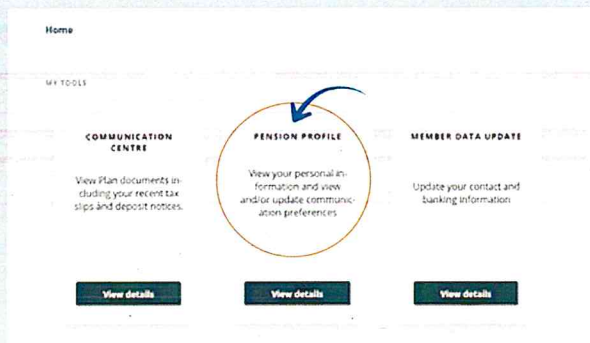 Home
MY TOOLS
COMMUNICATION
CENTRE
View Plan documents in-
cluding your recent tax
slips and deposit notices.
View details
PENSION PROFILE
View your personal in-
formation and view
and/or update communic-
ation preferences
View details
MEMBER DATA UPDATE
Update your contact and
banking information
View details